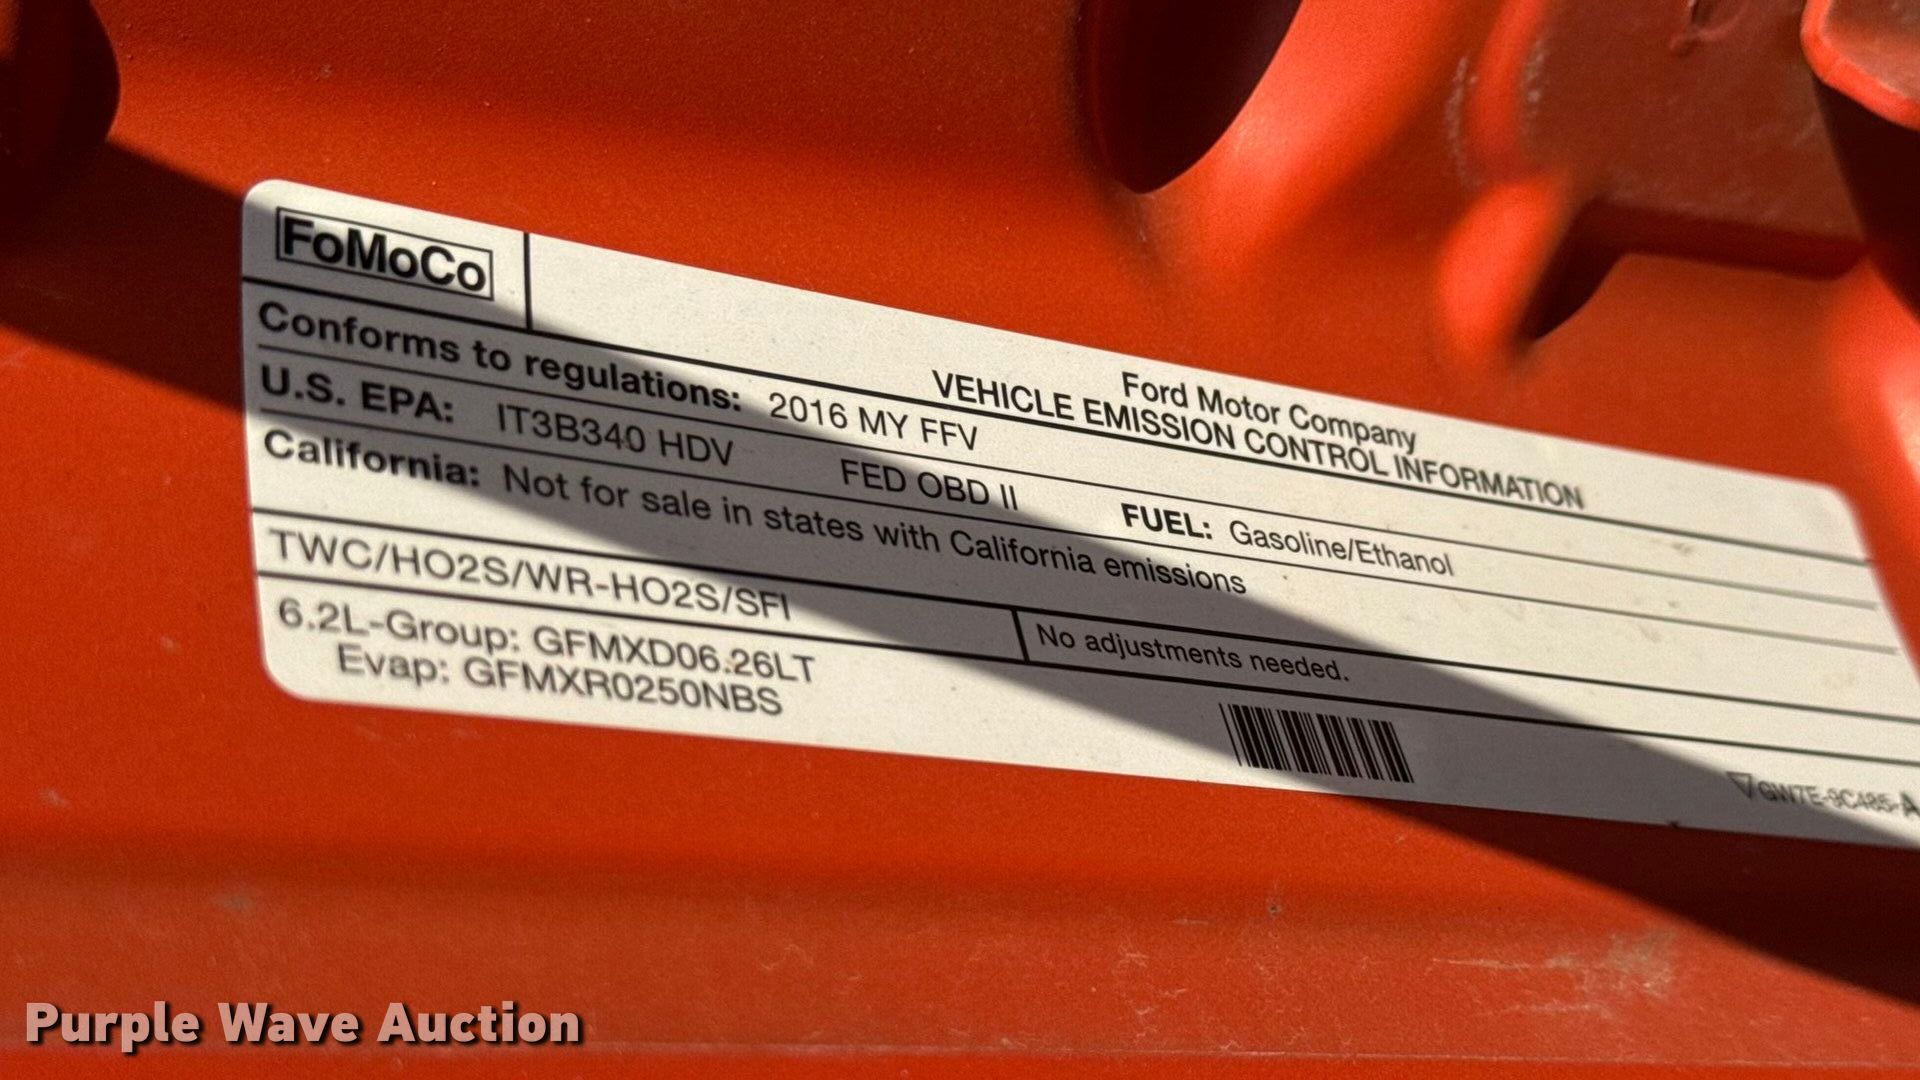 FoMoCo
Ford Motor Company
VEHICLE EMISSION CONTROL INFORMATION
Conforms to regulations: 2016 MY FFV
U.S. EPA: IT3B340 HDV FED OBD II FUEL: Gasoline/Ethanol
California: Not for sale in states with California emissions
TWC/HO2S/WR-HO2S/SFI
No adjustments needed.
6.2L-Group: GFMXD06.26LT
Evap: GFMXR0250NBS
GW7E-9C485-A
Purple Wave Auction